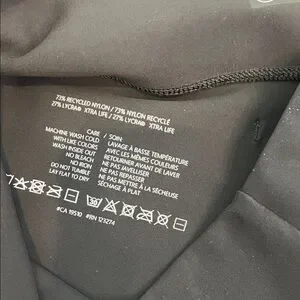 73% RECYCLED NYLON / 73% NYLON RECYCLÉ
27% LYCRA® XTRA LIFE / 27% LYCRA® XTRA LIFE
CARE / SOIN
MACHINE WASH COLD LAVAGE À BASSE TEMPÉRATURE
WITH LIKE COLORS AVEC LES MÊMES COULEURS
WASH INSIDE OUT RETOURNER AVANT DE LAVER
NO BLEACH NE PAS JAVELLISER
NO IRON NE PAS REPASSER
DO NOT TUMBLE NE PAS METTRE À LA SÉCHEUSE
LAY FLAT TO DRY SÉCHAGE À PLAT
#CA 19510 #RN 123274